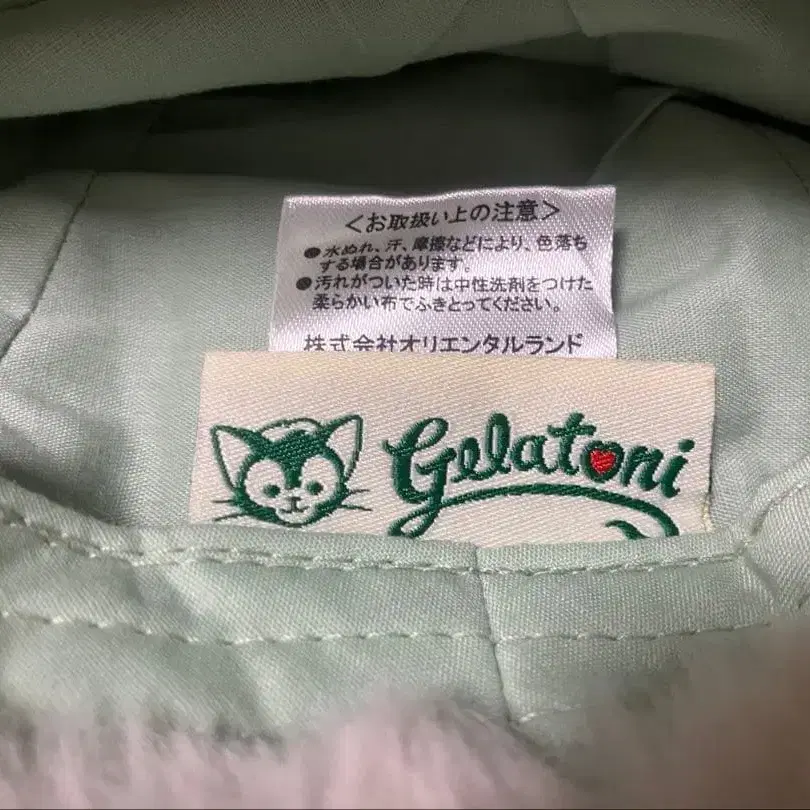 ＜お取扱い上の注意＞
●水ぬれ、汗、摩擦などにより、色落ち
する場合があります。
●汚れがついた時は中性洗剤をつけた
柔らかい布でふきとってください。
株式会社オリエンタルランド
Gelatoni